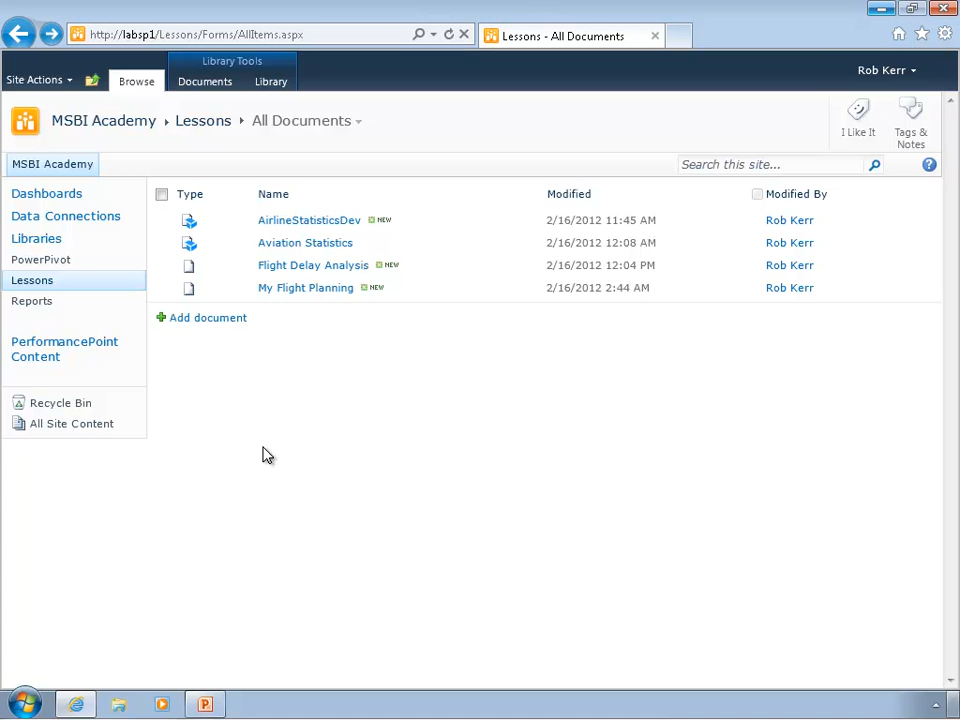 http://labsp1/Lessons/Forms/AllItems.aspx
Lessons - All Documents
Library Tools
Site Actions
Browse
Documents
Library
Rob Kerr
MSBI Academy
Lessons
All Documents
I Like It
Tags &
Notes
MSBI Academy
Search this site...
Dashboards
Data Connections
Libraries
PowerPivot
Lessons
Reports
PerformancePoint
Content
Recycle Bin
All Site Content
Type Name Modified Modified By
AirlineStatisticsDev NEW 2/16/2012 11:45 AM Rob Kerr
Aviation Statistics 2/16/2012 12:08 AM Rob Kerr
Flight Delay Analysis NEW 2/16/2012 12:04 PM Rob Kerr
My Flight Planning NEW 2/16/2012 2:44 AM Rob Kerr
Add document